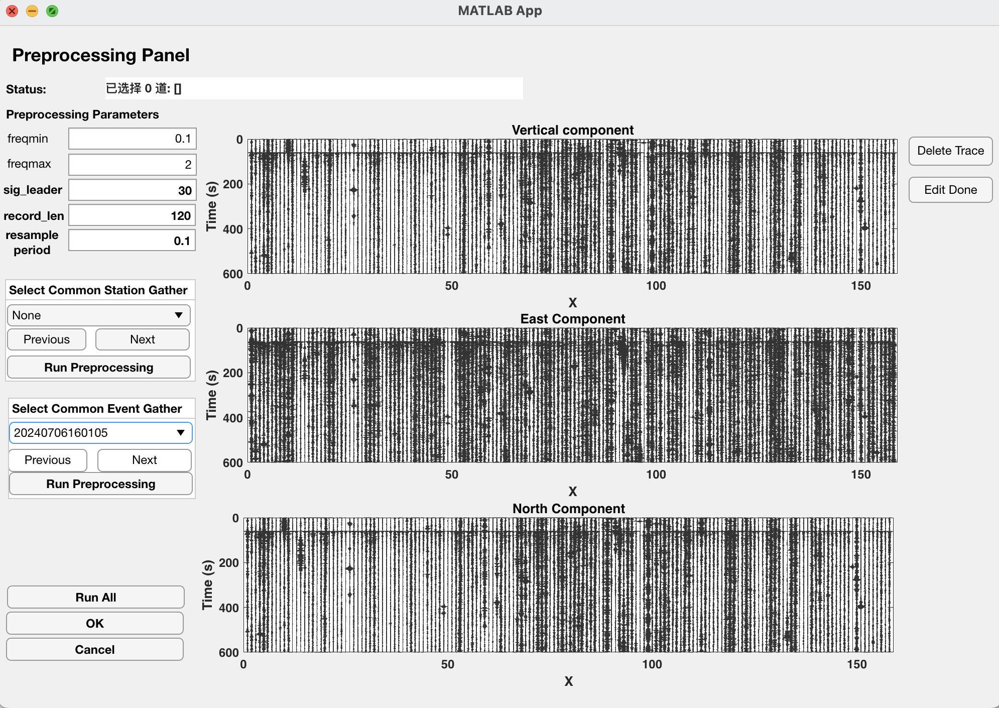 MATLAB App
Preprocessing Panel
Status:
已选择 0 道: []
Preprocessing Parameters
freqmin
0.1
freqmax
2
sig_leader
30
record_len
120
resample
period
0.1
Select Common Station Gather
None
Previous
Next
Run Preprocessing
Select Common Event Gather
20240706160105
Previous
Next
Run Preprocessing
Run All
OK
Cancel
Vertical component
0
200
400
600
Time (s)
0
50
100
150
X
East Component
0
200
400
600
Time (s)
0
50
100
150
X
North Component
0
200
400
600
Time (s)
0
50
100
150
X
Delete Trace
Edit Done